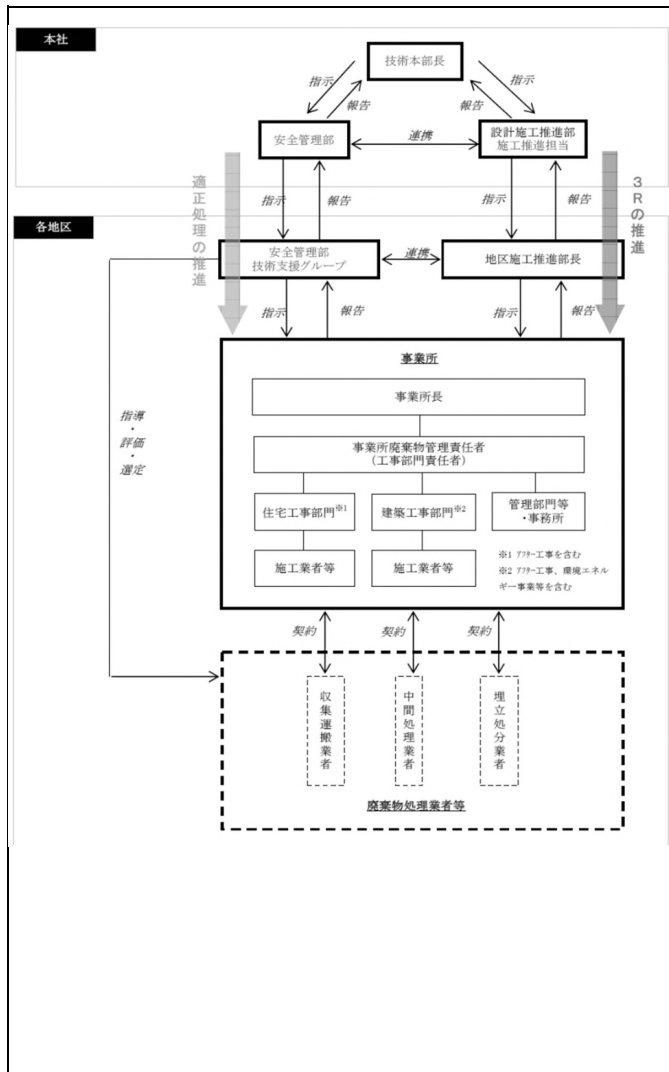 本社
技術本部長
指示
報告
報告
指示
安全管理部
連携
設計施工推進部
施工推進担当
適正処理の推進
指示
報告
指示
報告
3Rの推進
各地区
安全管理部
技術支援グループ
連携
地区施工推進部長
指示
報告
指示
報告
事業所
事業所長
事業所廃棄物管理責任者
(工事部門責任者)
住宅工事部門※1
建築工事部門※2
管理部門等
・事務所
施工業者等
施工業者等
※1 アフター工事を含む
※2 アフター工事、環境エネル
ギー事業等を含む
指導
・
評価
・
選定
契約
契約
契約
収集運搬業者
中間処理業者
埋立処分業者
廃棄物処理業者等